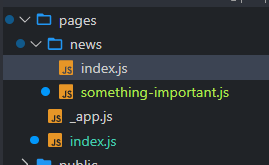 pages
news
JS index.js
JS something-important.js
JS _app.js
JS index.js
public